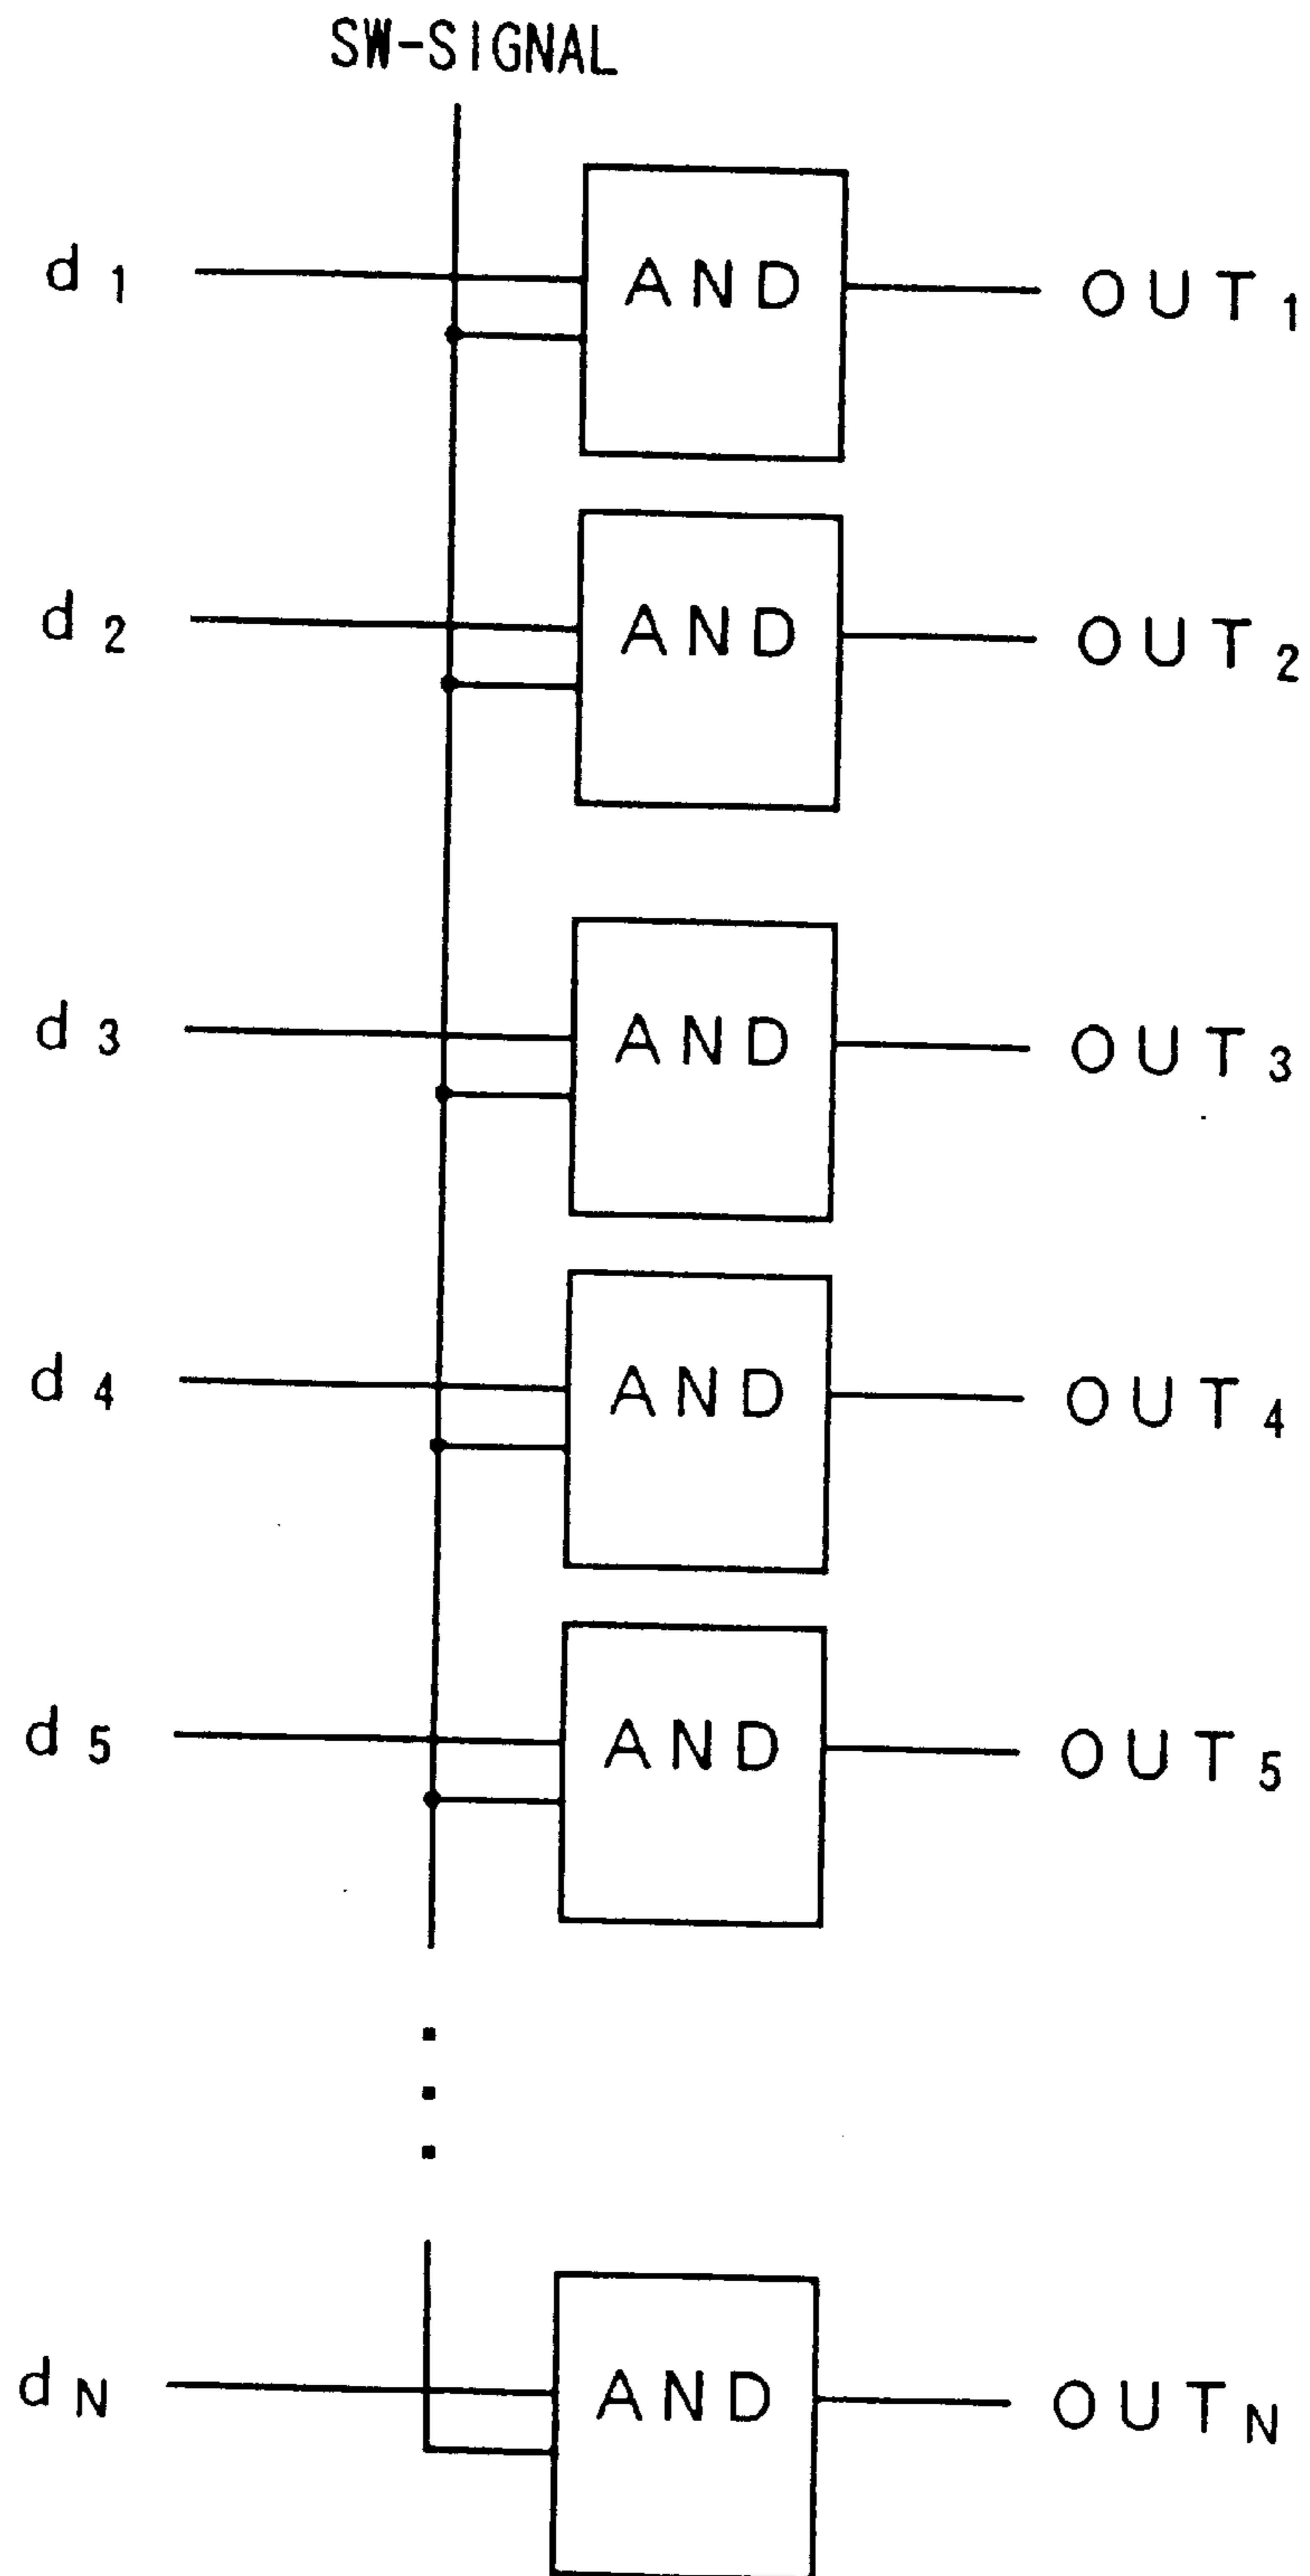 SW-SIGNAL
d1 AND OUT1
d2 AND OUT2
d3 AND OUT3
d4 AND OUT4
d5 AND OUT5
dN AND OUTN